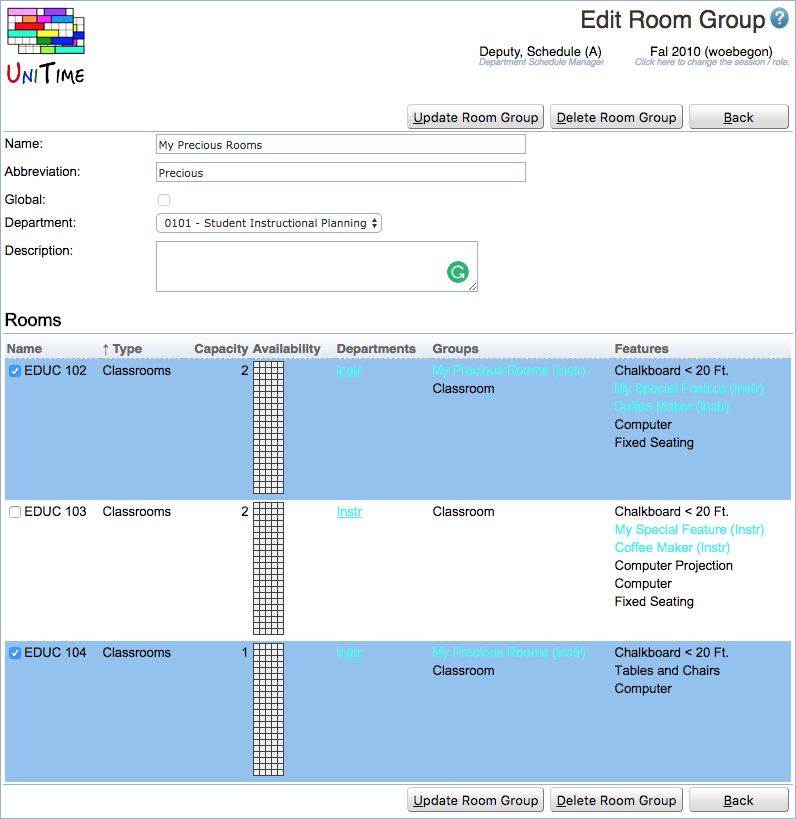 Edit Room Group ?
UNITIME
Deputy, Schedule (A) Fal 2010 (woebegon)
Department Schedule Manager Click here to change the session / role.
Update Room Group Delete Room Group Back
Name: My Precious Rooms
Abbreviation: Precious
Global:
Department: 0101 - Student Instructional Planning
Description:
Rooms
Name ↑ Type Capacity Availability Departments Groups Features
EDUC 102 Classrooms 2 Instr My Precious Rooms (Instr) Chalkboard < 20 Ft.
Classroom My Special Feature (Instr)
Coffee Maker (Instr)
Computer
Fixed Seating
EDUC 103 Classrooms 2 Instr Classroom Chalkboard < 20 Ft.
My Special Feature (Instr)
Coffee Maker (Instr)
Computer Projection
Computer
Fixed Seating
EDUC 104 Classrooms 1 Instr My Precious Rooms (Instr) Chalkboard < 20 Ft.
Classroom Tables and Chairs
Computer
Update Room Group Delete Room Group Back